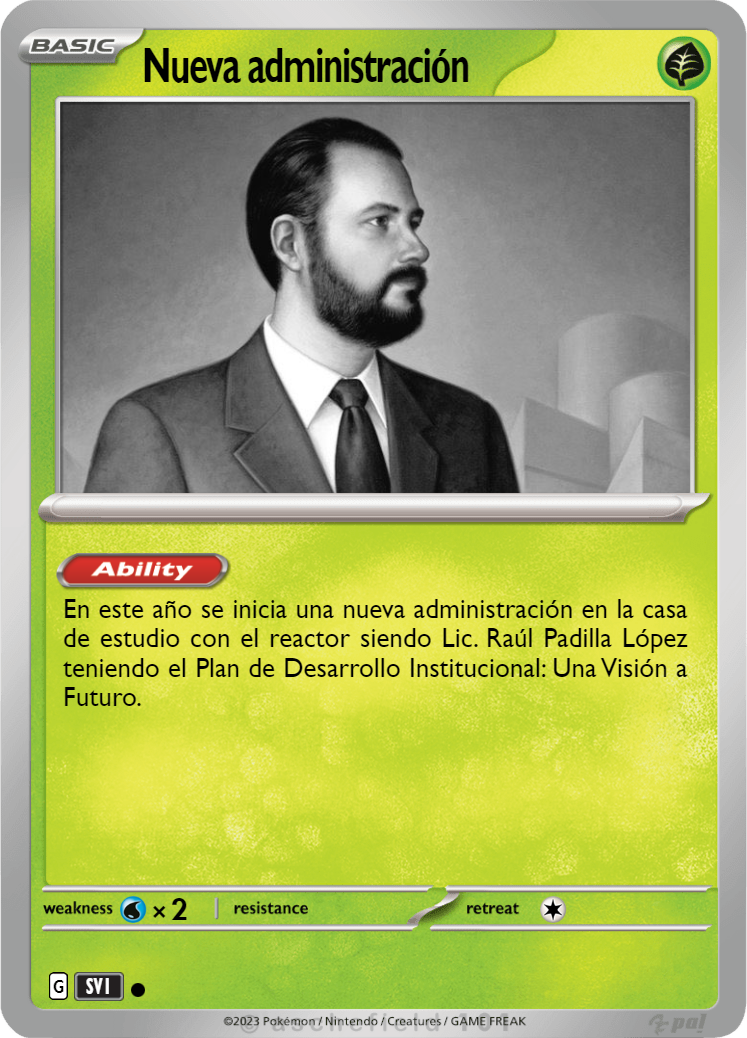 BASIC
Nueva administración
Ability
En este año se inicia una nueva administración en la casa
de estudio con el reactor siendo Lic. Raúl Padilla López
teniendo el Plan de Desarrollo Institucional: Una Visión a
Futuro.
weakness × 2 | resistance retreat
G SVI
©2023 Pokémon / Nintendo / Creatures / GAME FREAK